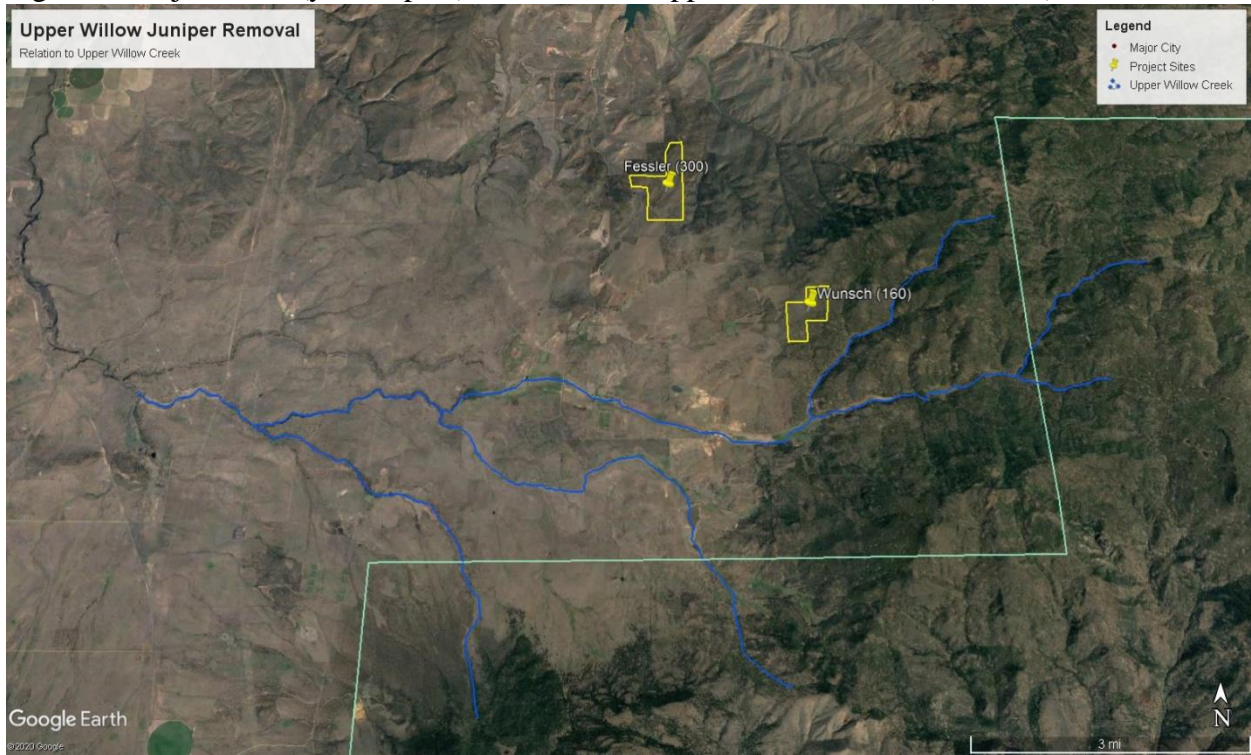 Upper Willow Juniper Removal
Relation to Upper Willow Creek
Legend
Major City
Project Sites
Upper Willow Creek
Fessler (300)
Wunsch (160)
Google Earth
©2020 Google
N
3 mi